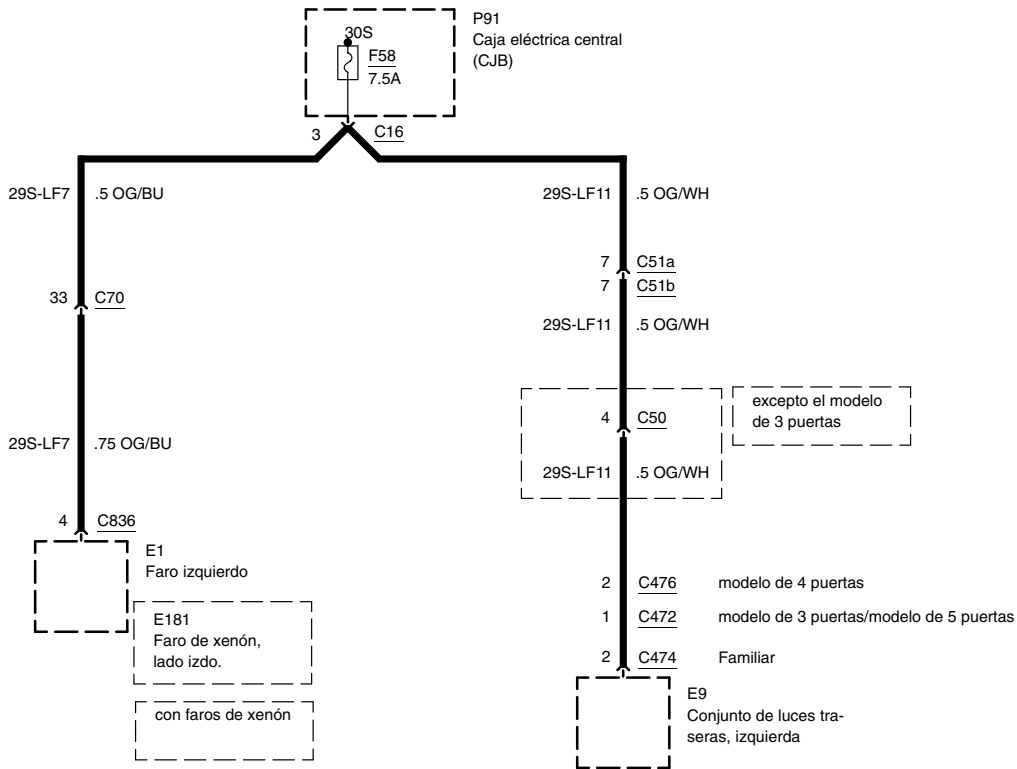 P91
Caja eléctrica central
(CJB)
30S
F58
7.5A
3
C16
29S-LF7
.5 OG/BU
29S-LF11
.5 OG/WH
7
C51a
7
C51b
33
C70
29S-LF11
.5 OG/WH
excepto el modelo
de 3 puertas
4
C50
29S-LF7
.75 OG/BU
29S-LF11
.5 OG/WH
4
C836
E1
Faro izquierdo
E181
Faro de xenón,
lado izdo.
con faros de xenón
2
C476
modelo de 4 puertas
1
C472
modelo de 3 puertas/modelo de 5 puertas
2
C474
Familiar
E9
Conjunto de luces tra-
seras, izquierda